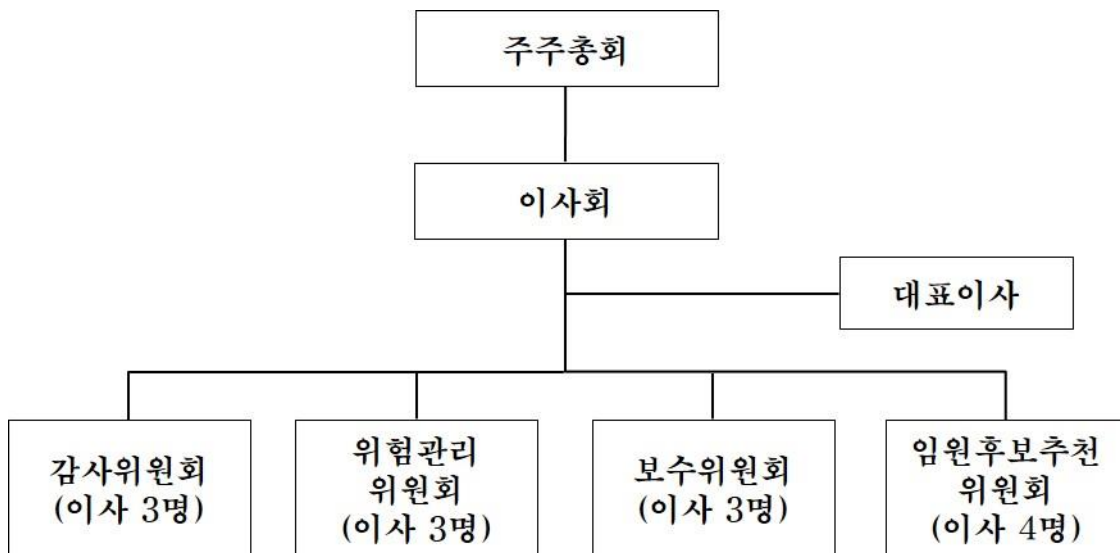 주주총회
이사회
대표이사
감사위원회
(이사 3명)
위험관리
위원회
(이사 3명)
보수위원회
(이사 3명)
임원후보추천
위원회
(이사 4명)